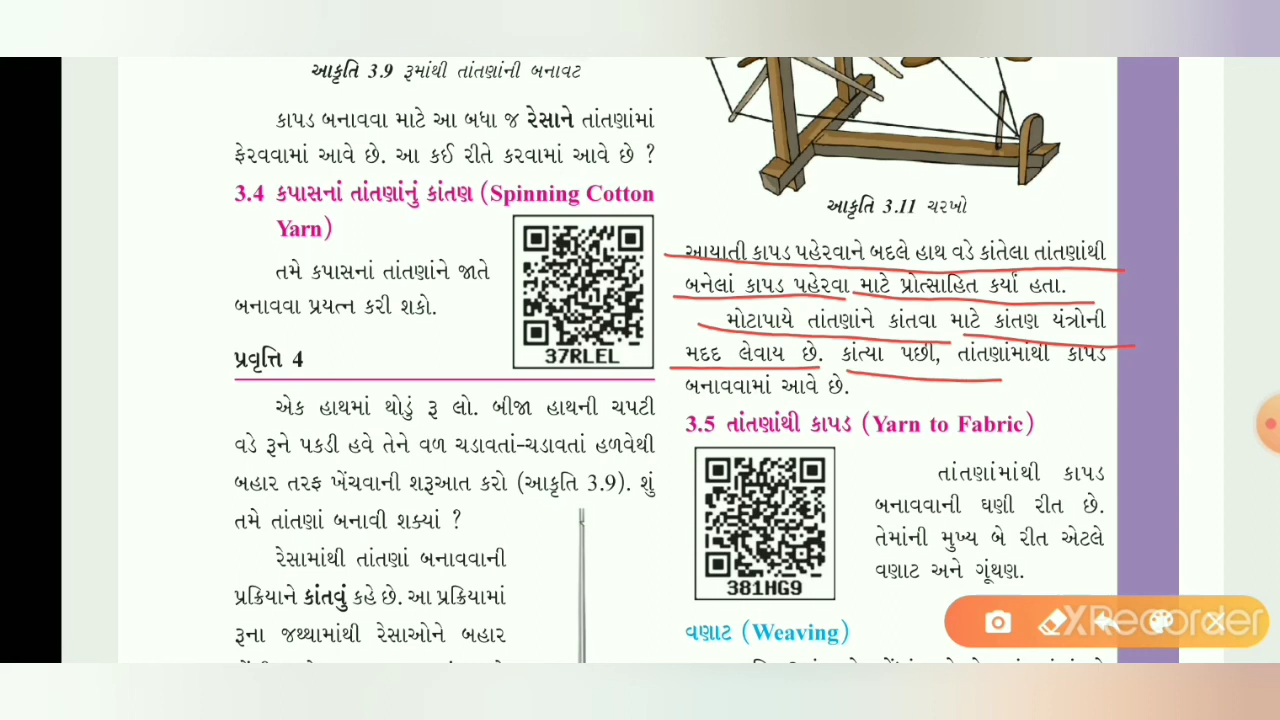 આકૃતિ 3.9 રૂમાંથી તાંતણાંની બનાવટ
કાપડ બનાવવા માટે આ બધા જ રેસાને તાંતણાંમાં
ફેરવવામાં આવે છે. આ કઈ રીતે કરવામાં આવે છે ?
3.4 કપાસનાં તાંતણાંનું કાંતણ (Spinning Cotton
Yarn)
તમે કપાસનાં તાંતણાંને જાતે
બનાવવા પ્રયત્ન કરી શકો.
37RLEL
પ્રવૃત્તિ 4
એક હાથમાં થોડું રૂ લો. બીજા હાથની ચપટી
વડે રૂને પકડી હવે તેને વળ ચડાવતાં-ચડાવતાં હળવેથી
બહાર તરફ ખેંચવાની શરૂઆત કરો (આકૃતિ 3.9). શું
તમે તાંતણાં બનાવી શક્યાં ?
રેસામાંથી તાંતણાં બનાવવાની
પ્રક્રિયાને કાંતવું કહે છે. આ પ્રક્રિયામાં
રૂના જથ્થામાંથી રેસાઓને બહાર
આકૃતિ 3.11 ચરખો
આયાતી કાપડ પહેરવાને બદલે હાથ વડે કાંતેલા તાંતણાંથી
બનેલાં કાપડ પહેરવા માટે પ્રોત્સાહિત કર્યાં હતા.
મોટાપાયે તાંતણાંને કાંતવા માટે કાંતણ યંત્રોની
મદદ લેવાય છે. કાંત્યા પછી, તાંતણાંમાંથી કાપડ
બનાવવામાં આવે છે.
3.5 તાંતણાંથી કાપડ (Yarn to Fabric)
તાંતણાંમાંથી કાપડ
બનાવવાની ઘણી રીત છે.
તેમાંની મુખ્ય બે રીત એટલે
વણાટ અને ગૂંથણ.
381HG9
વણાટ (Weaving)
XRecorder